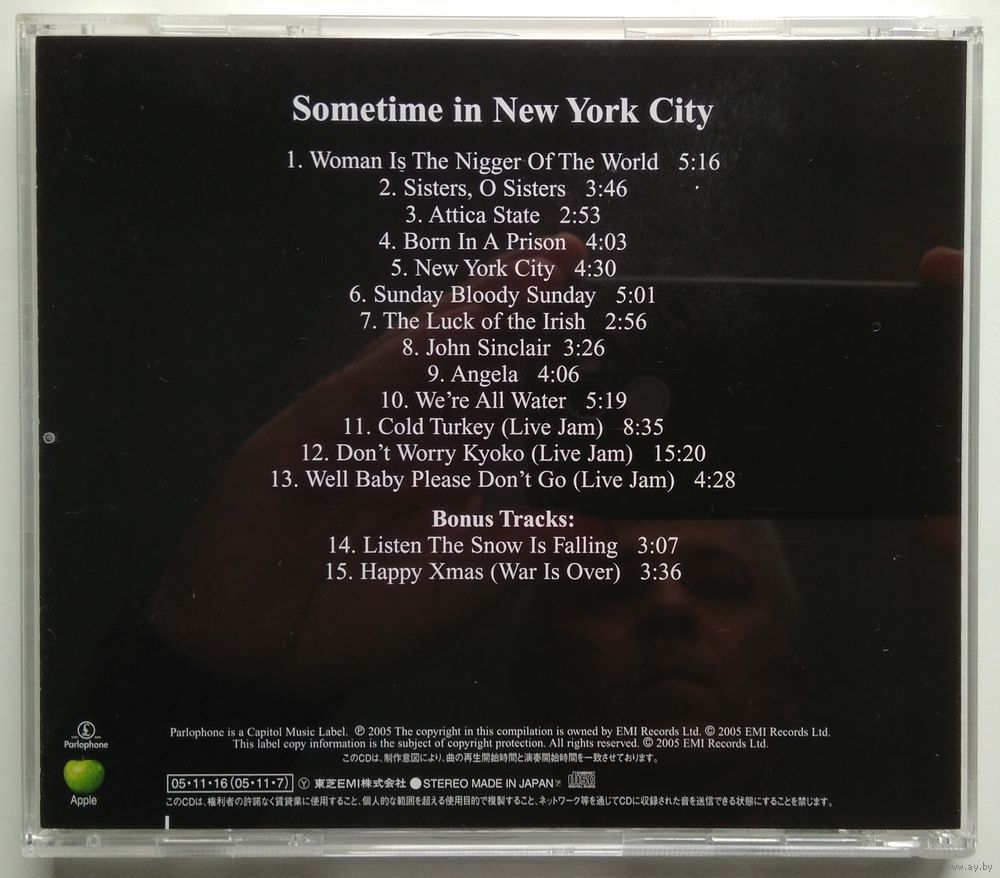 Sometime in New York City
1. Woman Is The Nigger Of The World 5:16
2. Sisters, O Sisters 3:46
3. Attica State 2:53
4. Born In A Prison 4:03
5. New York City 4:30
6. Sunday Bloody Sunday 5:01
7. The Luck of the Irish 2:56
8. John Sinclair 3:26
9. Angela 4:06
10. We're All Water 5:19
11. Cold Turkey (Live Jam) 8:35
12. Don't Worry Kyoko (Live Jam) 15:20
13. Well Baby Please Don't Go (Live Jam) 4:28
Bonus Tracks:
14. Listen The Snow Is Falling 3:07
15. Happy Xmas (War Is Over) 3:36
Parlophone
Apple
Parlophone is a Capitol Music Label. ℗ 2005 The copyright in this compilation is owned by EMI Records Ltd. © 2005 EMI Records Ltd.
This label copy information is the subject of copyright protection. All rights reserved. © 2005 EMI Records Ltd.
このCDは、制作意図により、曲の再生開始時間と演奏開始時間を一致させております。
05・11・16(05・11・7) Ⓨ 東芝EMI株式会社 ●STEREO MADE IN JAPAN
このCDは、権利者の許諾なく賃貸業に使用すること、個人的な範囲を超える使用目的で複製すること、ネットワーク等を通じてCDに収録された音を送信できる状態にすることを禁じます。
www.ay.by